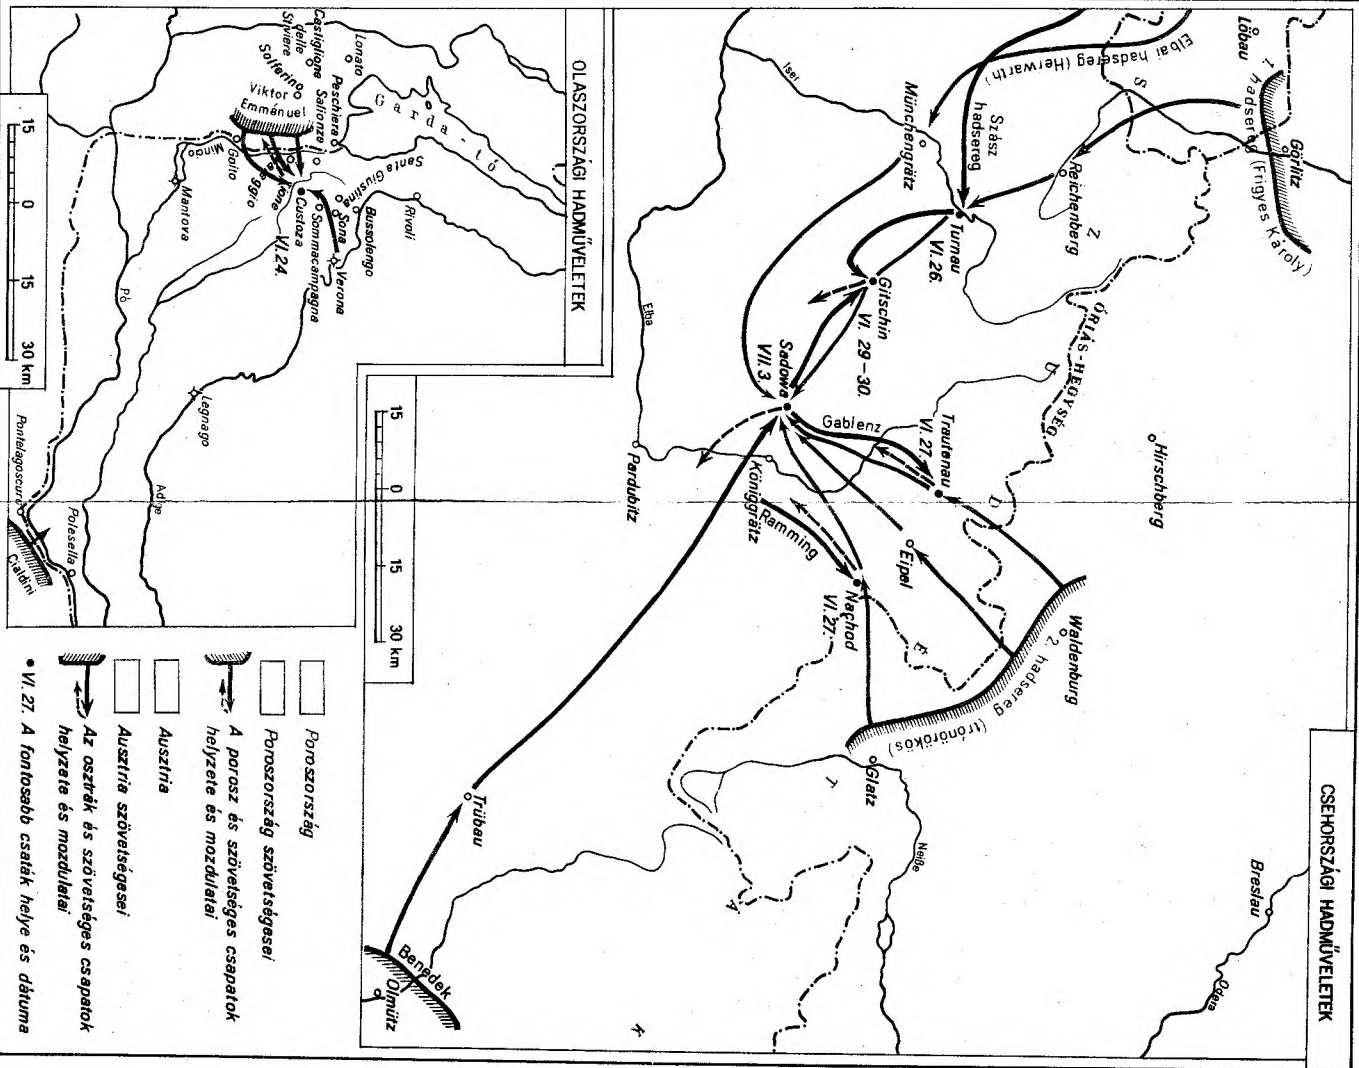 CSEHORSZÁGI HADMŰVELETEK
Löbau
Görlitz
1. hadsereg (Frigyes Károly)
Elbai hadsereg (Herwarth)
Szász
hadsereg
Iser
Münchengrätz
Reichenberg
Turnau
VI. 26.
Gitschin
VI. 29–30.
Sadowa
VII. 3.
ÓRIÁS-HEGYSÉG
S
Z
U
D
É
T
Á
K
Hirschberg
Gablenz
Trautenau
VI. 27.
Elba
Pardubitz
Königgrätz
Ramming
Eipel
Nachod
VI. 27.
Waldenburg
2. hadsereg (trónörökös)
Glatz
Neiße
Breslau
Odera
Trübau
Benedek
Olmütz
15 0 15 30 km
OLASZORSZÁGI HADMŰVELETEK
Lonato
Castiglione
delle
Stiviere
Solferino
Peschiera
Salionze
Garda-tó
Viktor
Emmánuel
Santa Giustina
Rivoli
Bussolengo
Sona
Verona
Sommacampagna
Custoza
VI. 24.
Goito
Mincio
Mantova
Pó
Legnago
Adige
Pontelagoscuro
Polesella
Cialdini
15 0 15 30 km
Poroszország
Poroszország szövetségesei
A porosz és szövetséges csapatok
helyzete és mozdulatai
Ausztria
Ausztria szövetségesei
Az osztrák és szövetséges csapatok
helyzete és mozdulatai
• VI. 27. A fontosabb csaták helye és dátuma